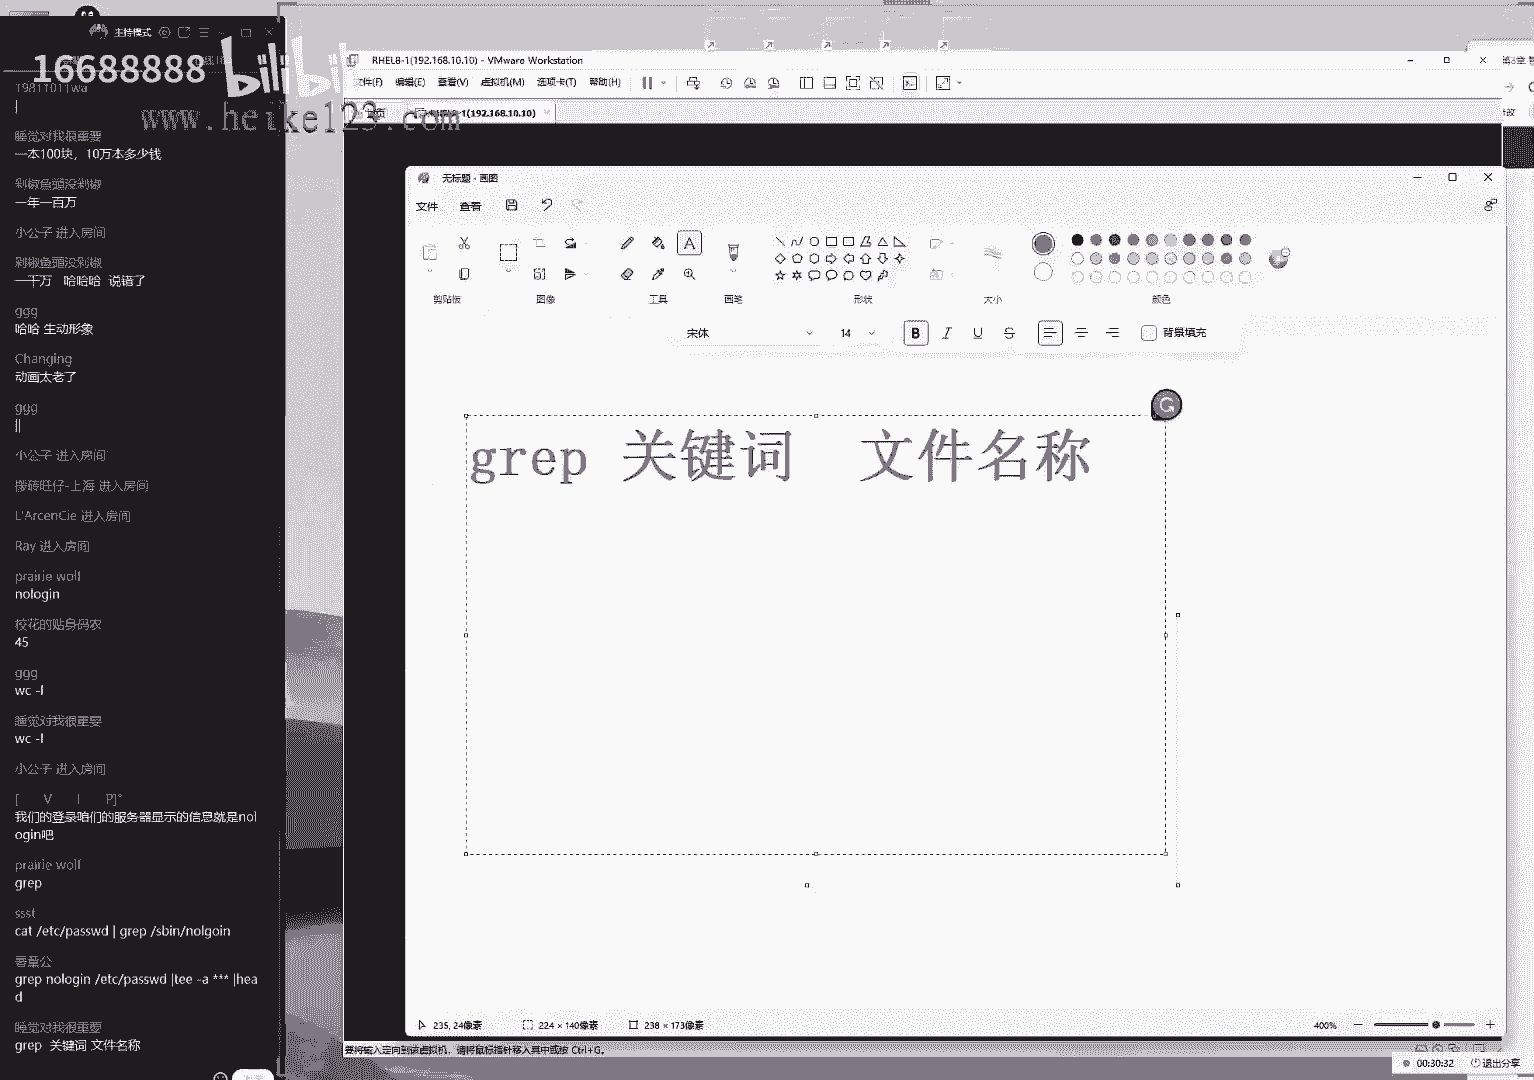 主持模式
16688888
bilibili
www.heike123.com
19811011wa
睡觉对我很重要
一本100块，10万本多少钱
剁椒鱼頭没剁椒
一年一百万
小公子 进入房间
剁椒鱼頭没剁椒
一千万 哈哈哈 说错了
ggg
哈哈 生动形象
Changing
动画太老了
ggg
||
小公子 进入房间
搬砖旺仔-上海 进入房间
L'ArcenCie 进入房间
Ray 进入房间
prairie wolf
nologin
校花的贴身码农
45
ggg
wc -l
睡觉对我很重要
wc -l
小公子 进入房间
[ V I P]°
我们的登录咱们的服务器显示的信息就是nol
ogin吧
prairie wolf
grep
ssst
cat /etc/passwd | grep /sbin/nolgoin
grep nologin /etc/passwd |tee -a *** |hea
d
睡觉对我很重要
grep 关键词 文件名称
RHEL8-1(192.168.10.10) - VMware Workstation
文件(F) 编辑(E) 查看(V) 虚拟机(M) 选项卡(T) 帮助(H)
主页
RHEL8-1(192.168.10.10)
无标题 - 画图
文件 查看
剪贴板 图像 工具 画笔 形状 大小 颜色
宋体 14 B I U S 背景填充
G
grep 关键词 文件名称
235, 24像素 224 × 140像素 238 × 173像素 400%
要将输入定向到该虚拟机，请将鼠标指针移入其中或按 Ctrl+G。
00:30:32 退出分享